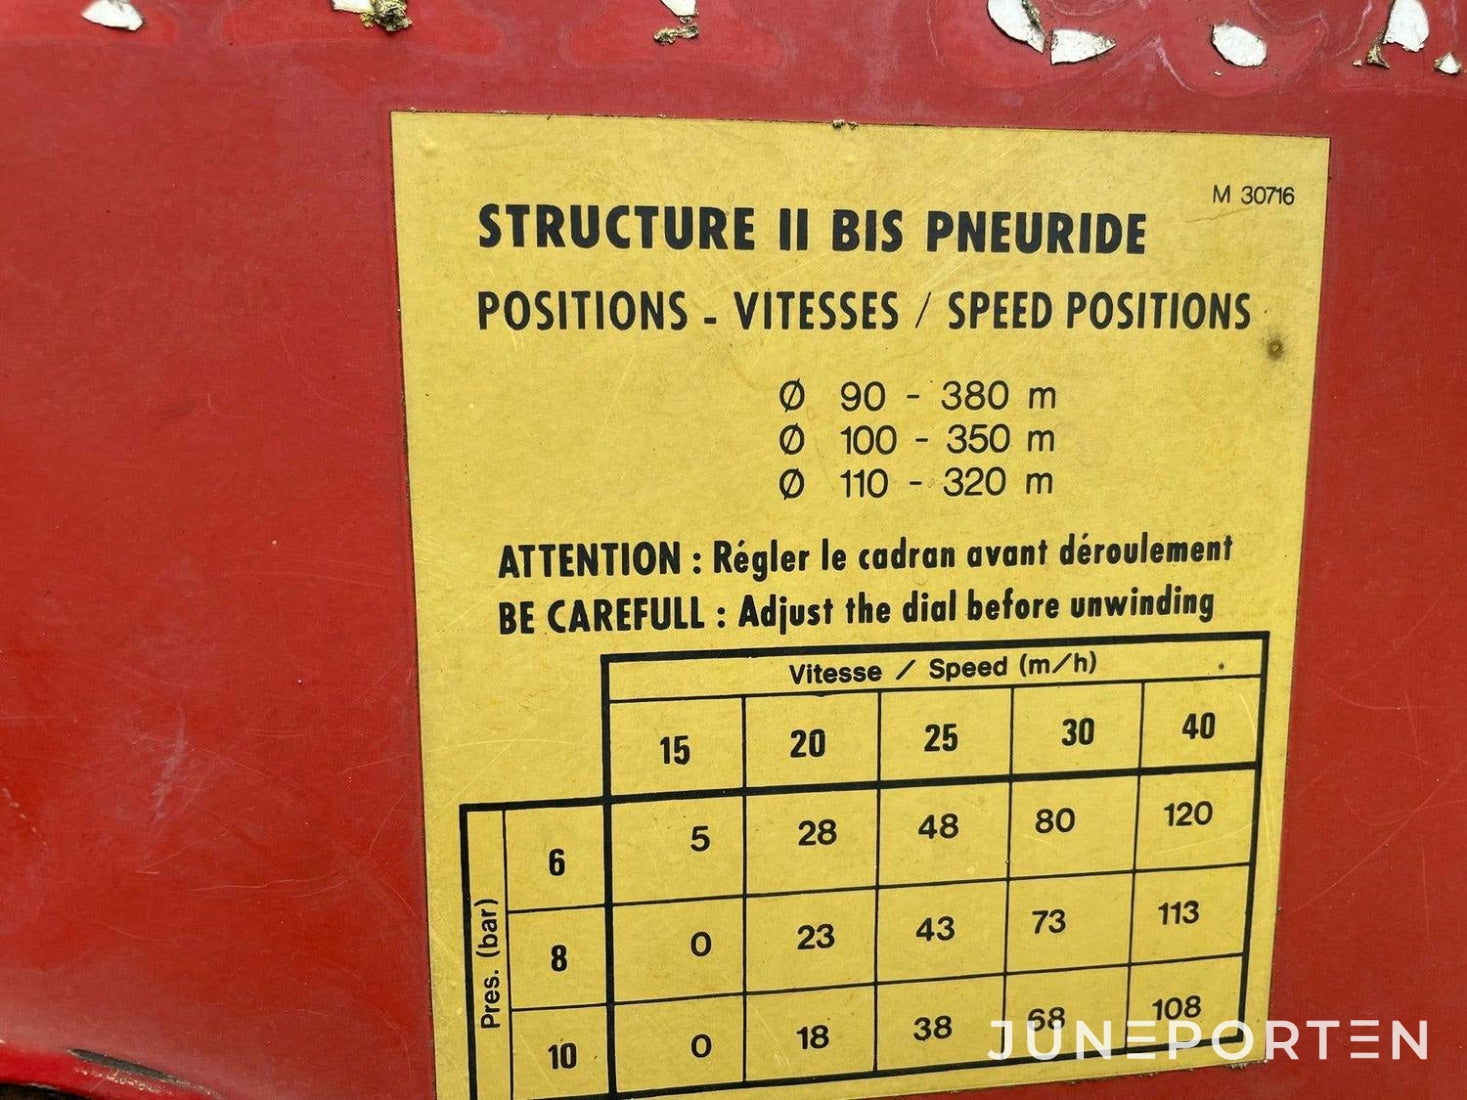 M 30716
STRUCTURE II BIS PNEURIDE
POSITIONS - VITESSES / SPEED POSITIONS
Ø 90 - 380 m
Ø 100 - 350 m
Ø 110 - 320 m
ATTENTION : Régler le cadran avant déroulement
BE CAREFULL : Adjust the dial before unwinding
Vitesse / Speed (m/h)
15 20 25 30 40
Pres. (bar)
6 5 28 48 80 120
8 0 23 43 73 113
10 0 18 38 68 108
JUNEPORTEN